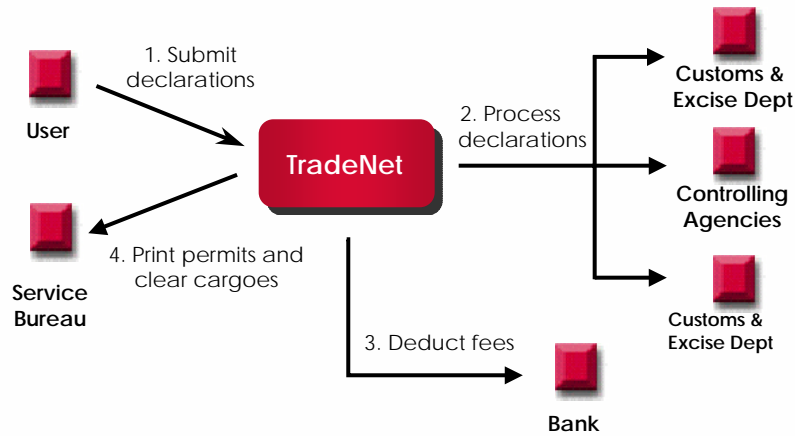 1. Submit
declarations
User
TradeNet
2. Process
declarations
Customs &
Excise Dept
Controlling
Agencies
Customs &
Excise Dept
3. Deduct fees
Bank
4. Print permits and
clear cargoes
Service
Bureau